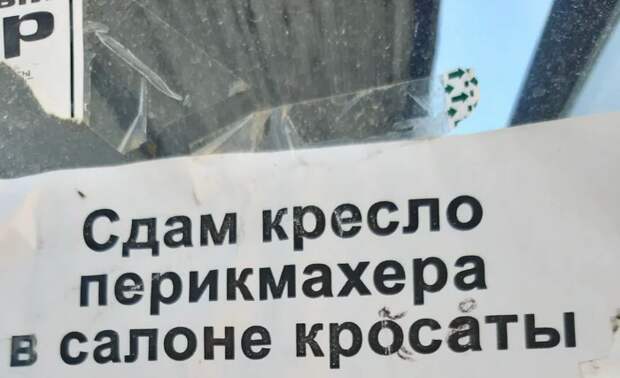 р
Сдам кресло
перикмахера
в салоне кросаты